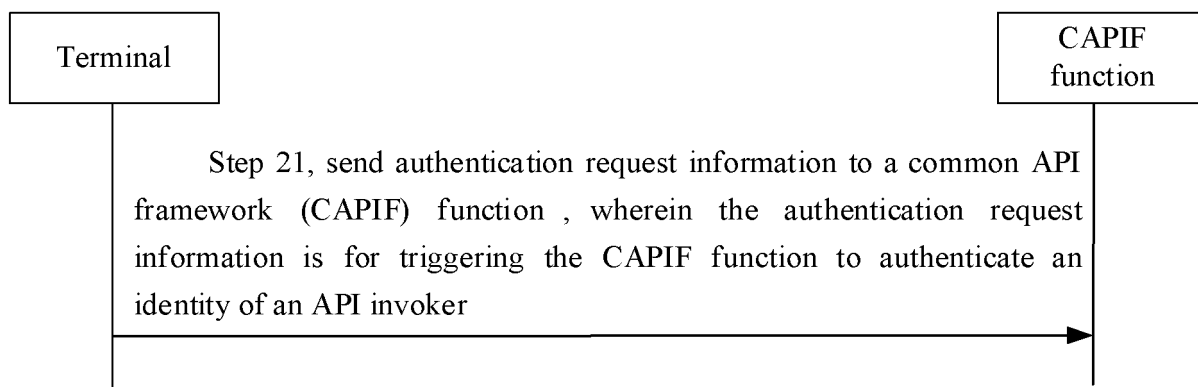 Terminal
CAPIF
function
Step 21, send authentication request information to a common API
framework (CAPIF) function , wherein the authentication request
information is for triggering the CAPIF function to authenticate an
identity of an API invoker